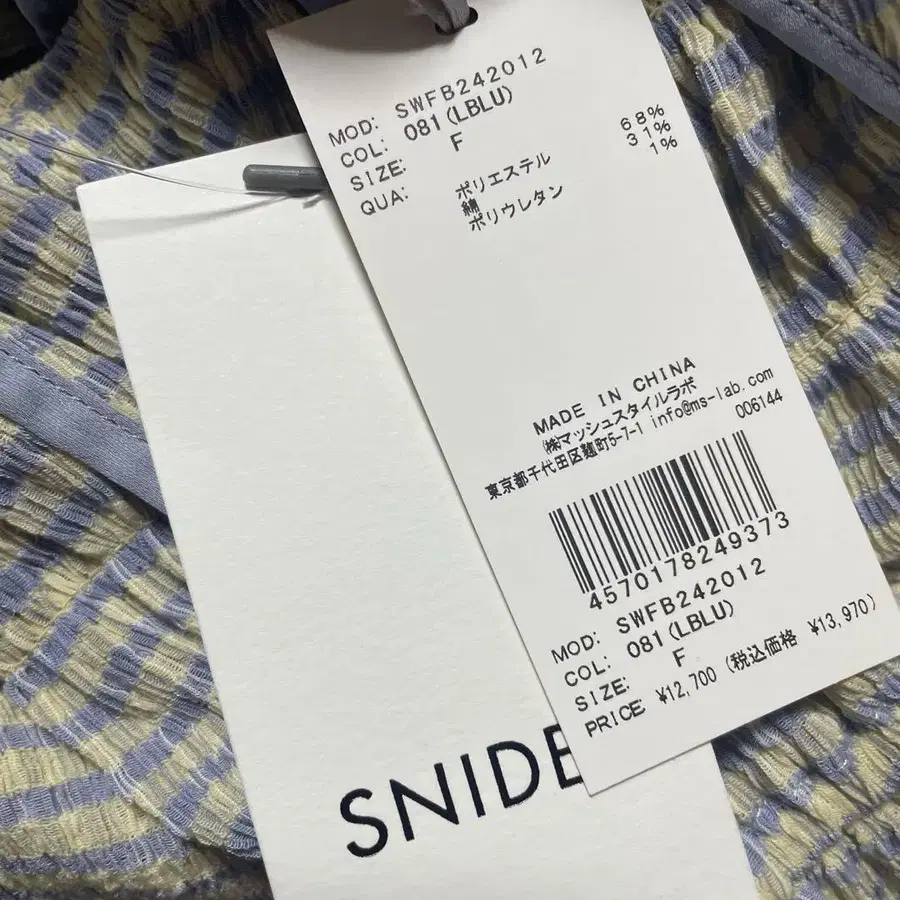 MOD: SWFB242012
COL: 081(LBLU)
SIZE: F
QUA: ポリエステル 68%
綿 31%
ポリウレタン 1%
MADE IN CHINA
㈱マッシュスタイルラボ
東京都千代田区麹町5-7-1 info@ms-lab.com
006144
4570178249373
MOD: SWFB242012
COL: 081(LBLU)
SIZE: F
PRICE: ¥12,700 (税込価格 ¥13,970)
SNIDE